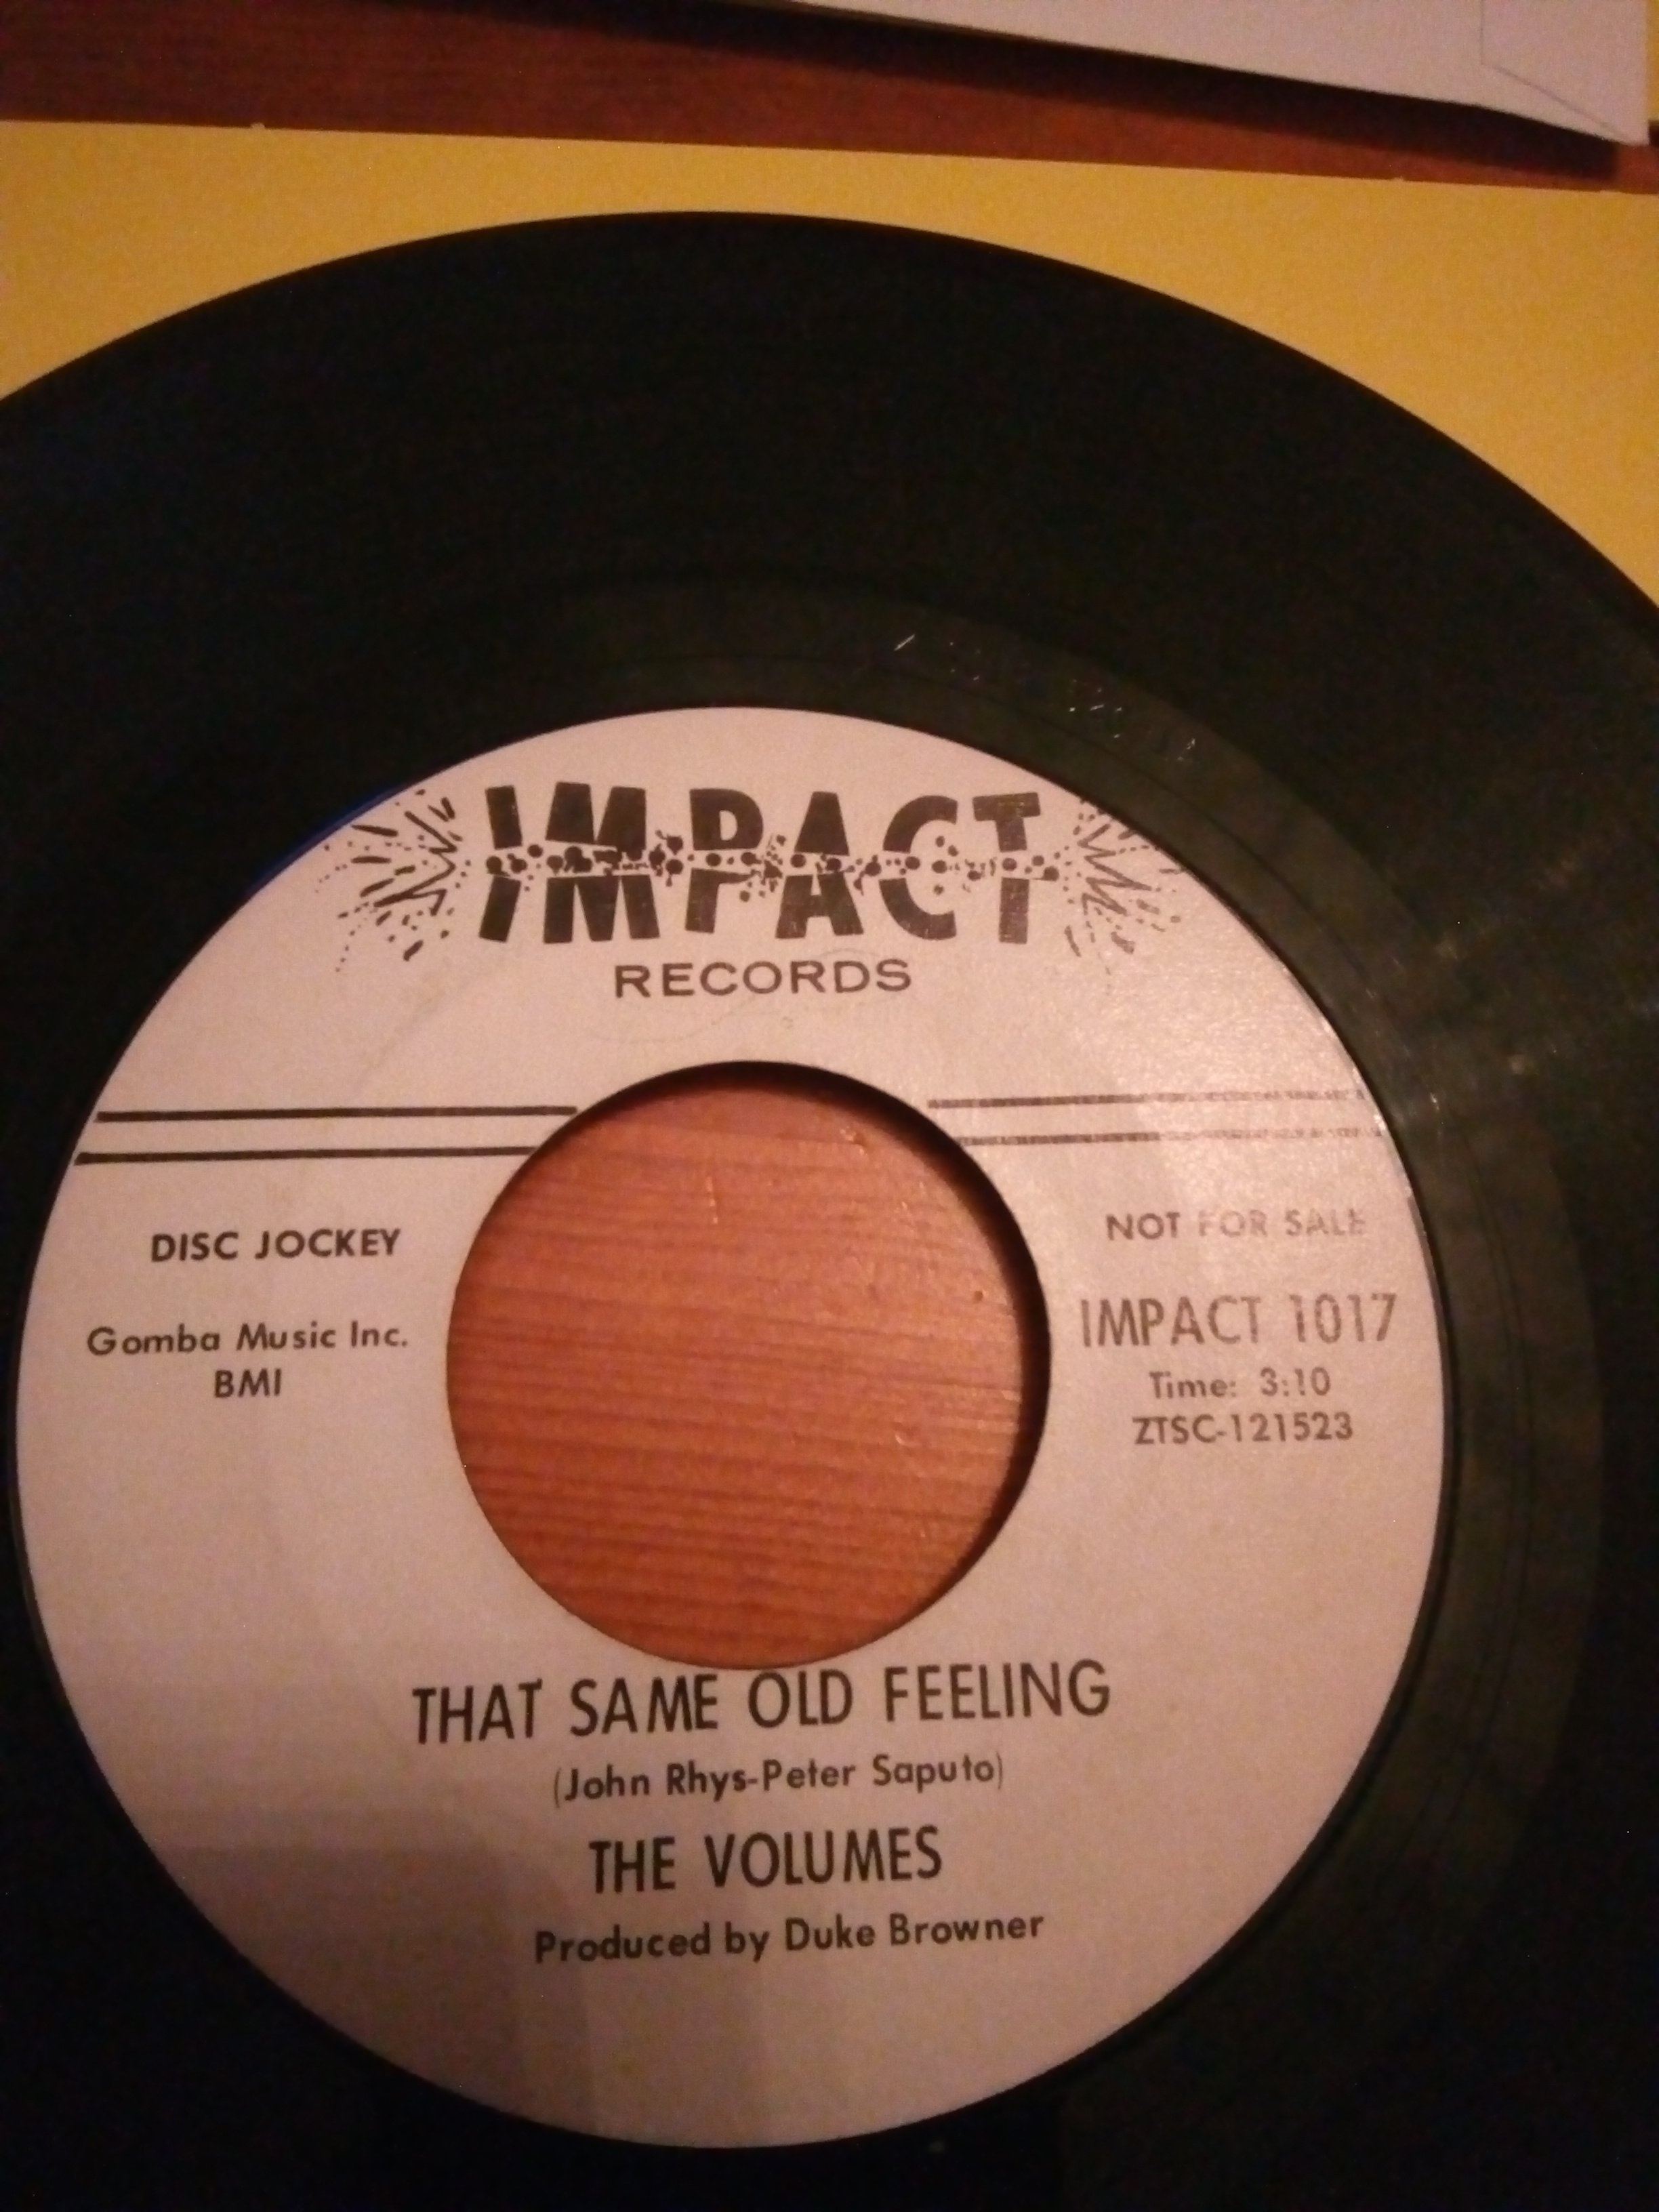 IMPACT
RECORDS
DISC JOCKEY
NOT FOR SALE
Gomba Music Inc.
BMI
IMPACT 1017
Time: 3:10
ZTSC-121523
THAT SAME OLD FEELING
(John Rhys-Peter Saputo)
THE VOLUMES
Produced by Duke Browner